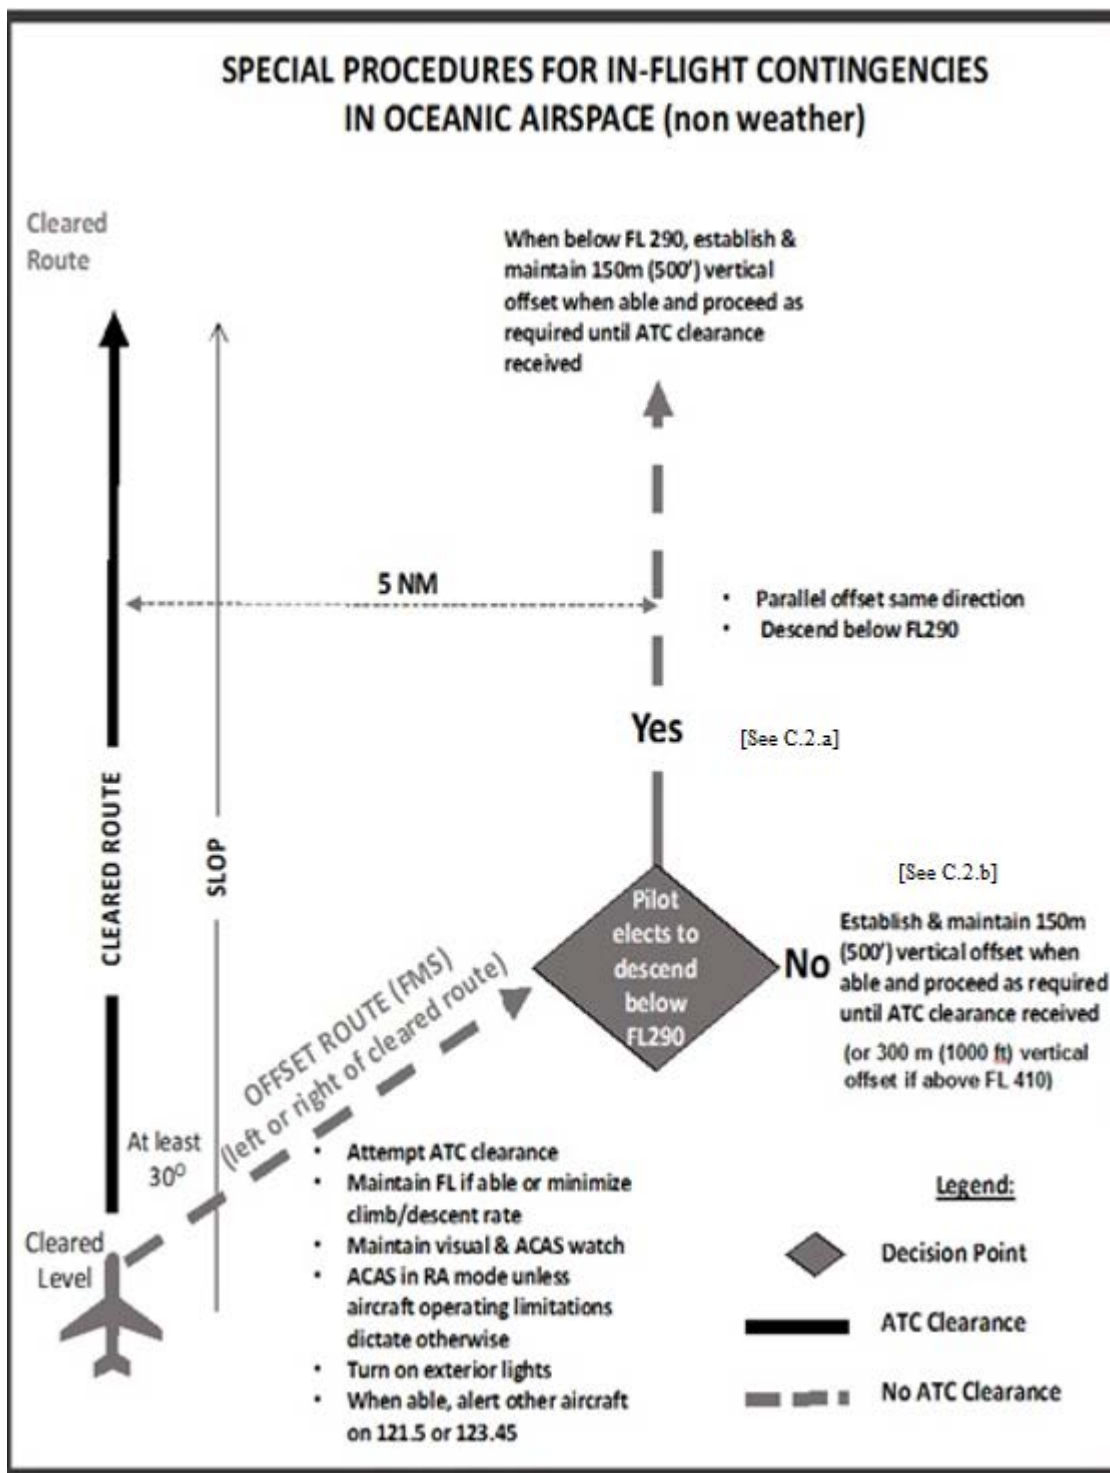 SPECIAL PROCEDURES FOR IN-FLIGHT CONTINGENCIES
IN OCEANIC AIRSPACE (non weather)
Cleared
Route
When below FL 290, establish &
maintain 150m (500') vertical
offset when able and proceed as
required until ATC clearance
received
5 NM
• Parallel offset same direction
• Descend below FL290
Yes
[See C.2.a]
CLEARED ROUTE
SLOP
[See C.2.b]
Pilot
elects to
descend
below
FL290
No
Establish & maintain 150m
(500') vertical offset when
able and proceed as required
until ATC clearance received
(or 300 m (1000 ft) vertical
offset if above FL 410)
OFFSET ROUTE (FMS)
(left or right of cleared route)
At least
30⁰
Cleared
Level
• Attempt ATC clearance
• Maintain FL if able or minimize
climb/descent rate
• Maintain visual & ACAS watch
• ACAS in RA mode unless
aircraft operating limitations
dictate otherwise
• Turn on exterior lights
• When able, alert other aircraft
on 121.5 or 123.45
Legend:
Decision Point
ATC Clearance
No ATC Clearance